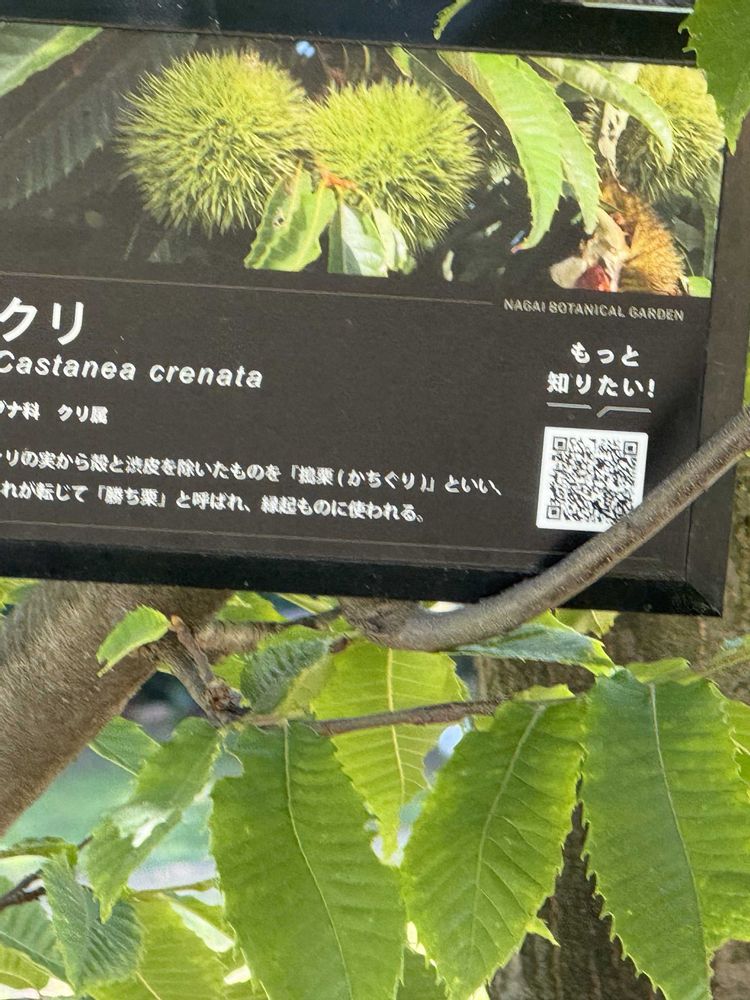 NAGAI BOTANICAL GARDEN
クリ
Castanea crenata
ブナ科 クリ属
もっと
知りたい!
リの実から殻と渋皮を除いたものを「搗栗(かちぐり)」といい、
れが転じて「勝ち栗」と呼ばれ、縁起ものに使われる。